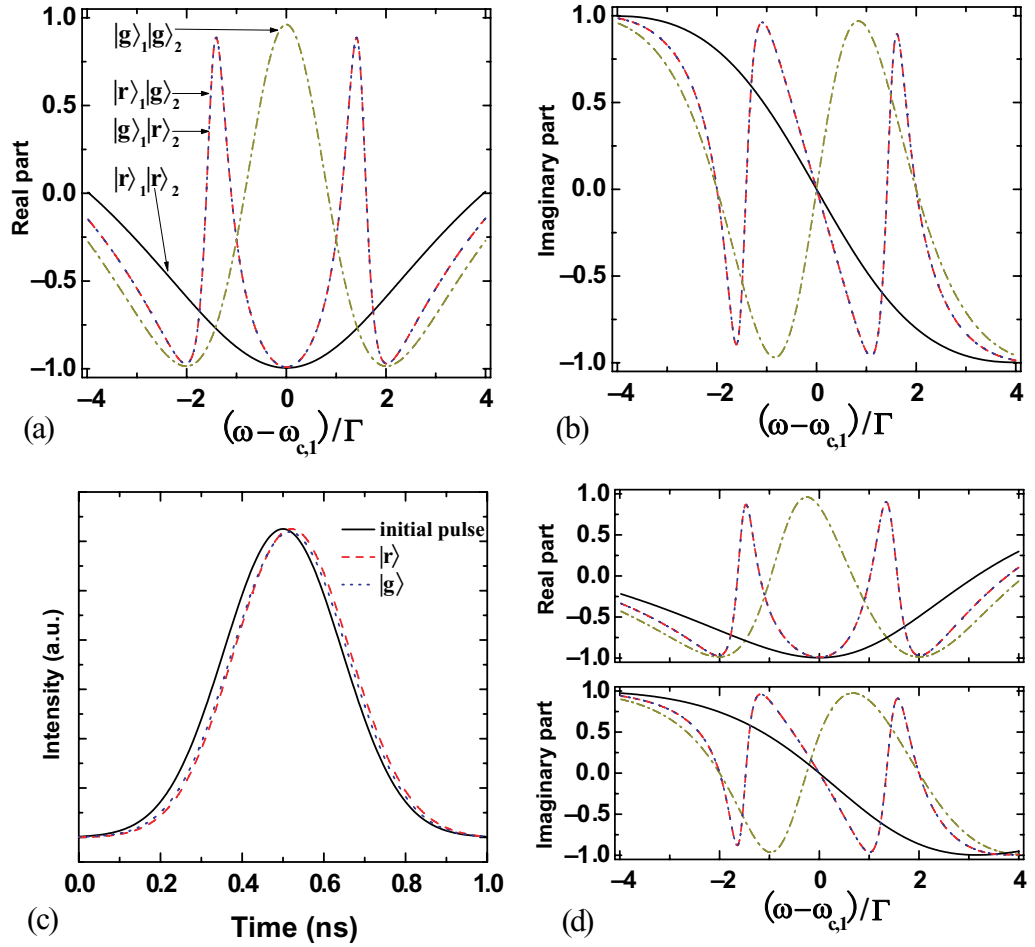 1.0
0.5
0.0
−0.5
−1.0
Real part
|g⟩₁|g⟩₂
|r⟩₁|g⟩₂
|g⟩₁|r⟩₂
|r⟩₁|r⟩₂
−4 −2 0 2 4
(ω−ω_{c,1})/Γ
(a)
1.0
0.5
0.0
−0.5
−1.0
Imaginary part
−4 −2 0 2 4
(ω−ω_{c,1})/Γ
(b)
Intensity (a.u.)
initial pulse
|r⟩
|g⟩
0.0 0.2 0.4 0.6 0.8 1.0
Time (ns)
(c)
1.0
0.5
0.0
−0.5
−1.0
Real part
1.0
0.5
0.0
−0.5
−1.0
Imaginary part
−4 −2 0 2 4
(ω−ω_{c,1})/Γ
(d)